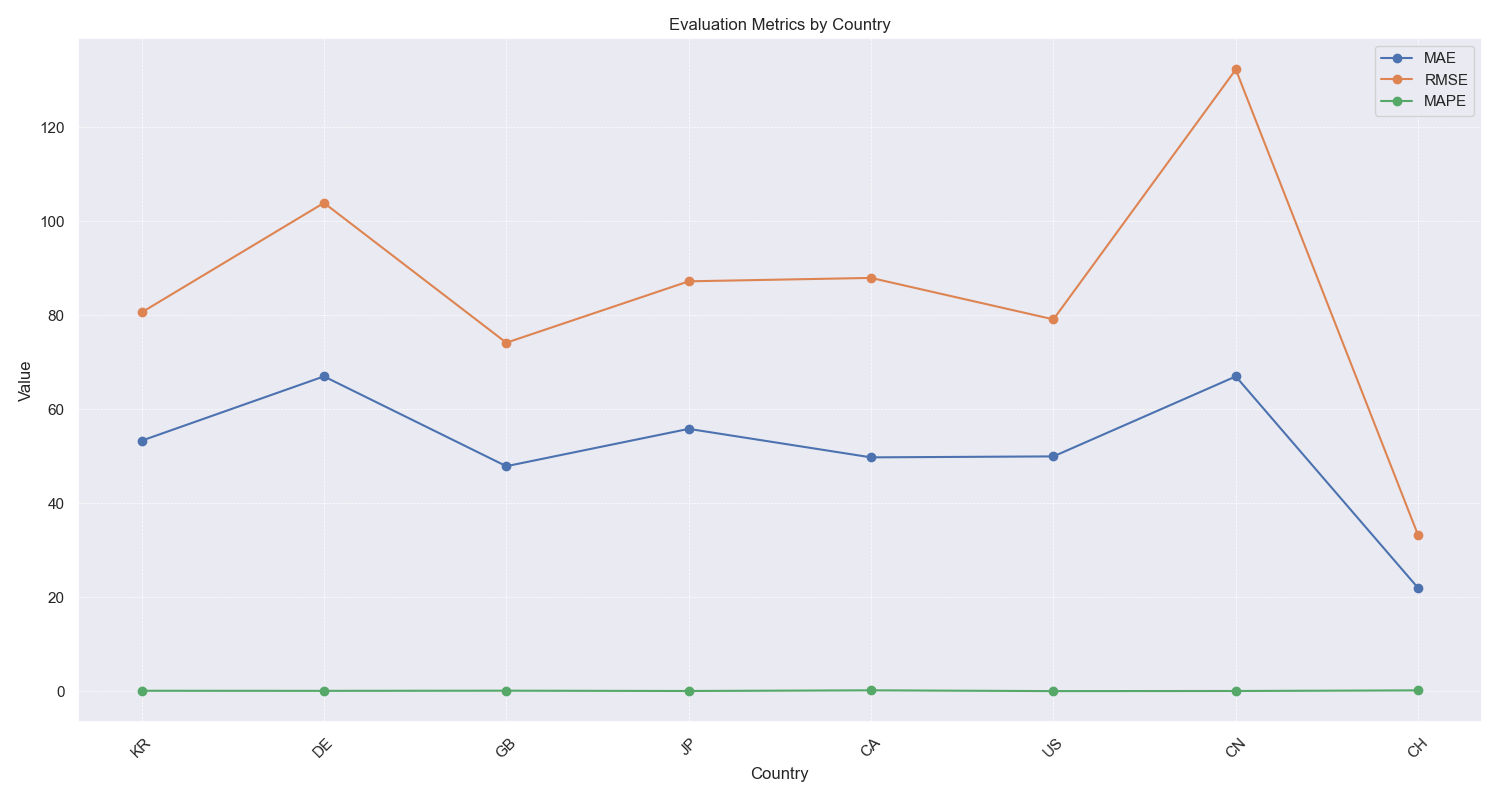 Evaluation Metrics by Country
MAE
RMSE
MAPE
Value
120
100
80
60
40
20
0
KR
DE
GB
JP
CA
US
CN
CH
Country